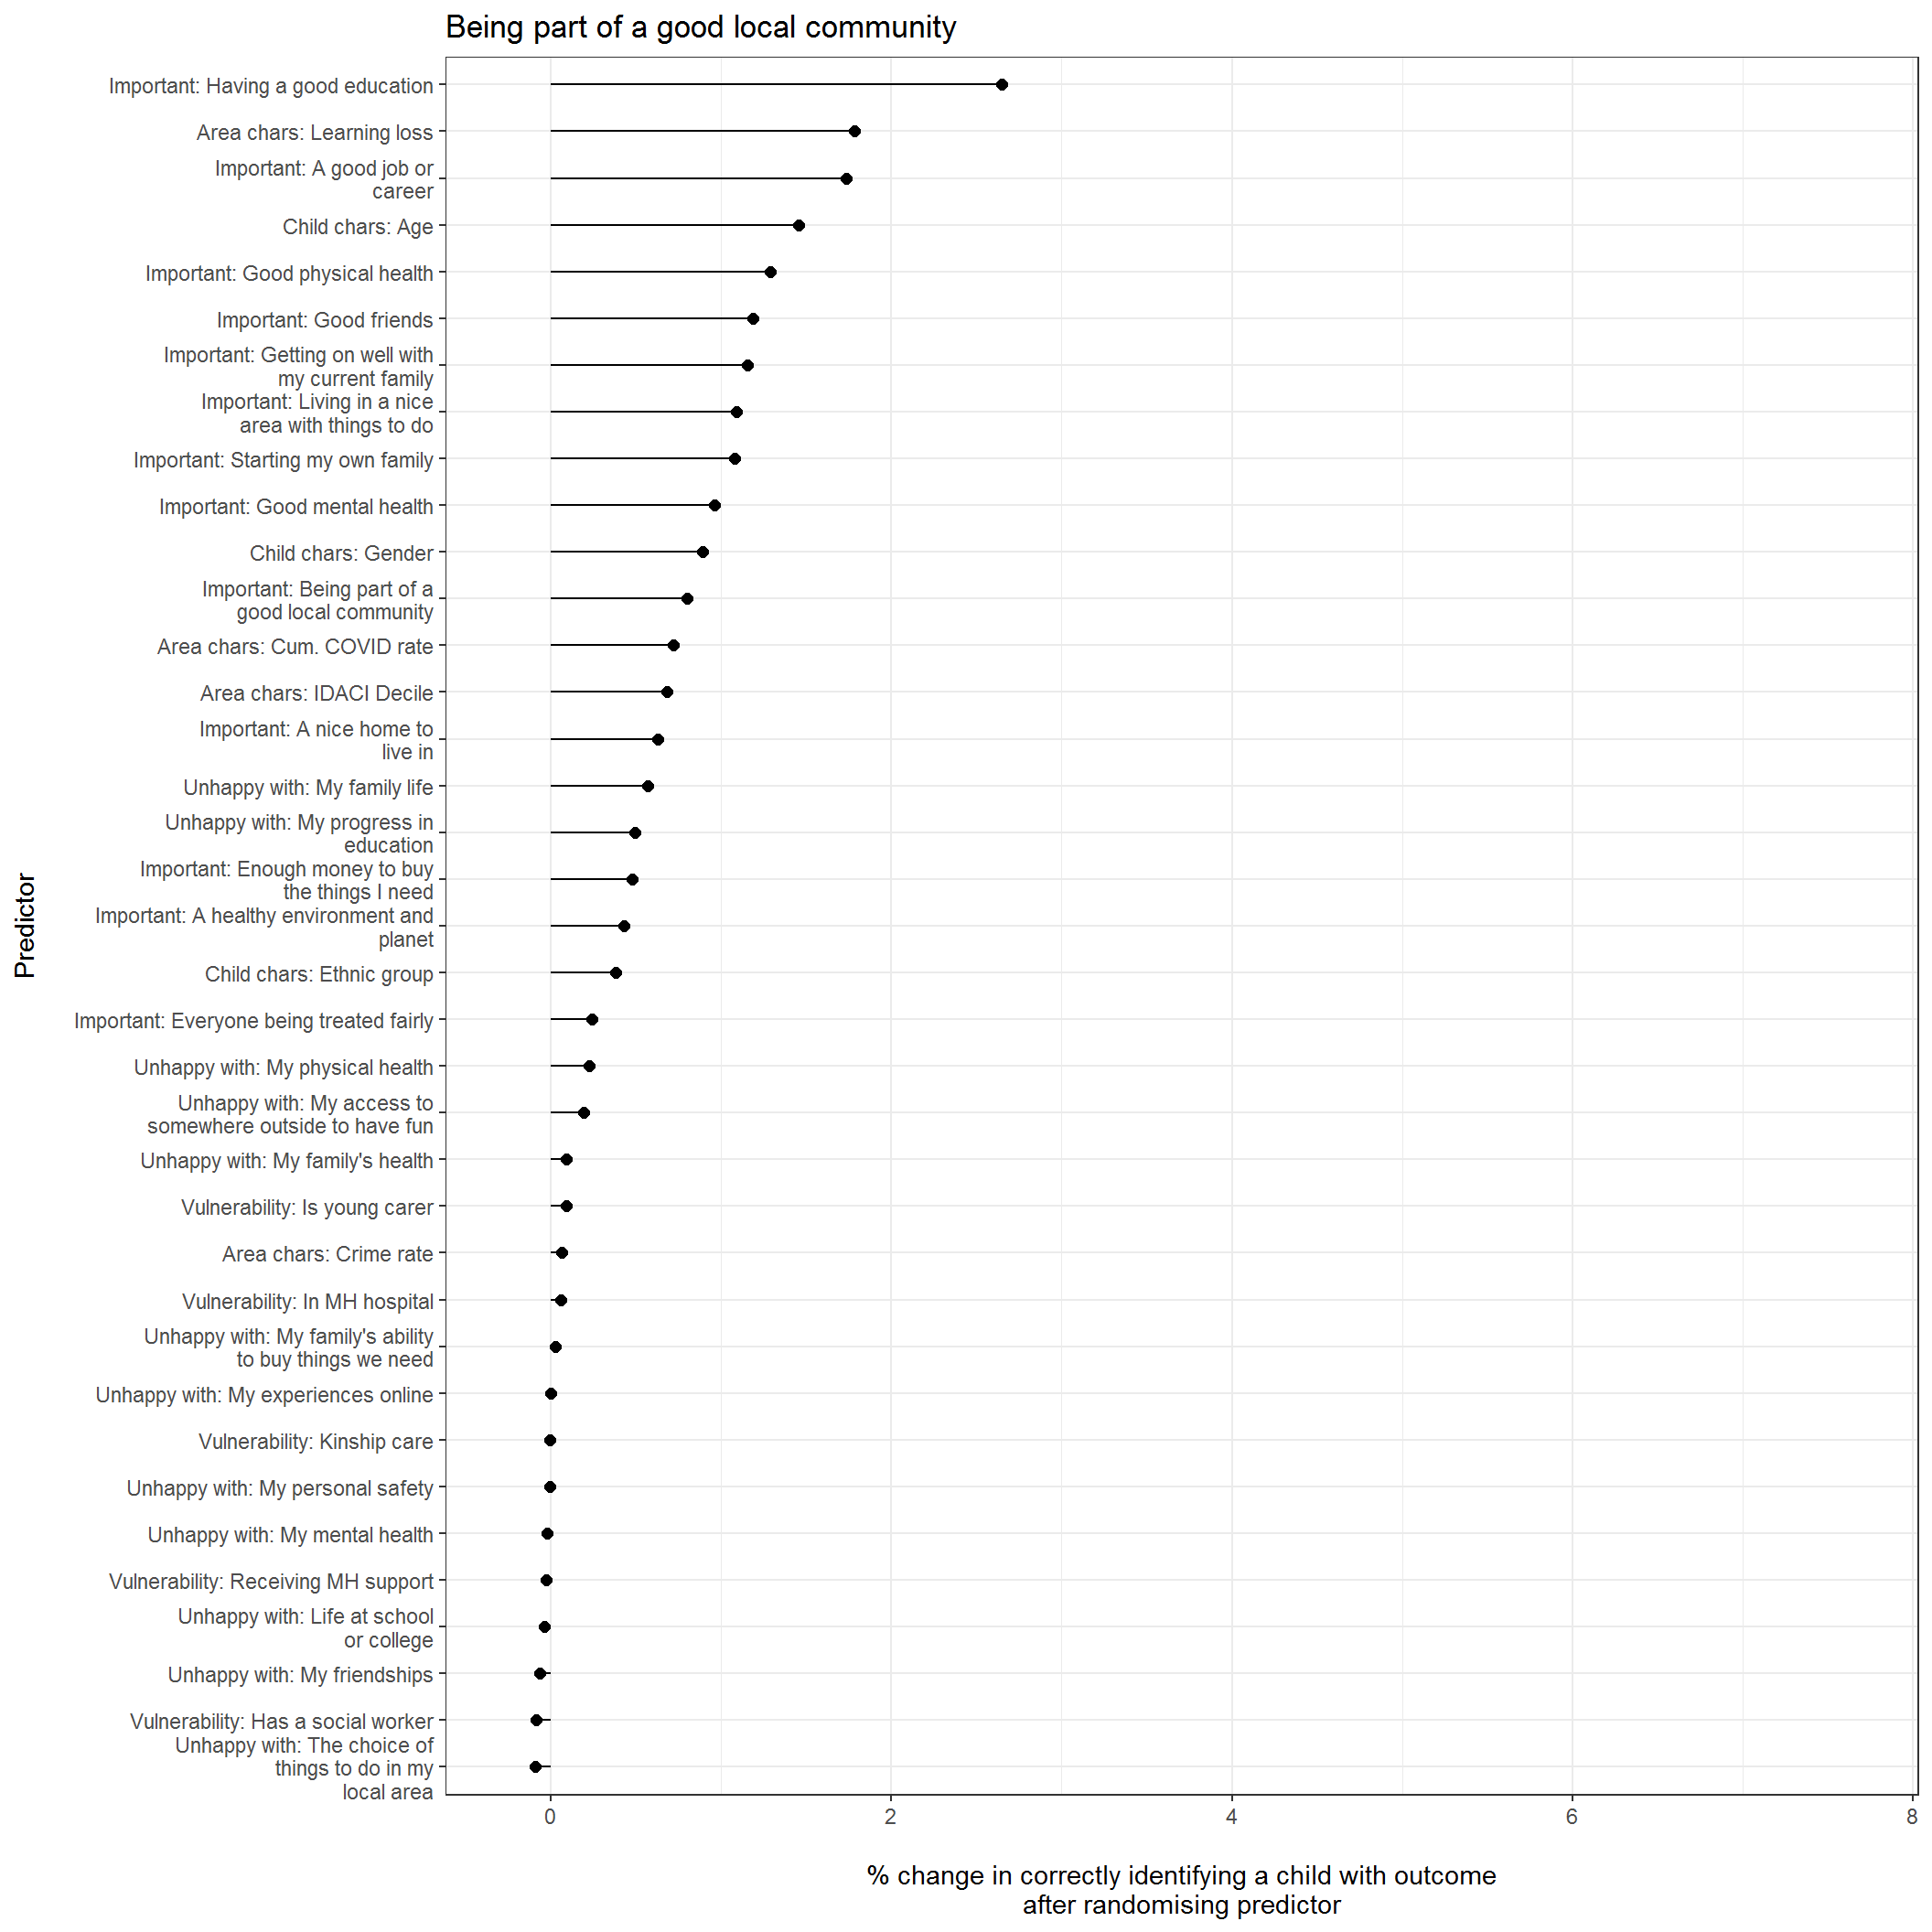 Being part of a good local community
Important: Having a good education
Area chars: Learning loss
Important: A good job or
career
Child chars: Age
Important: Good physical health
Important: Good friends
Important: Getting on well with
my current family
Important: Living in a nice
area with things to do
Important: Starting my own family
Important: Good mental health
Child chars: Gender
Important: Being part of a
good local community
Area chars: Cum. COVID rate
Area chars: IDACI Decile
Important: A nice home to
live in
Unhappy with: My family life
Unhappy with: My progress in
education
Important: Enough money to buy
the things I need
Important: A healthy environment and
planet
Child chars: Ethnic group
Important: Everyone being treated fairly
Unhappy with: My physical health
Unhappy with: My access to
somewhere outside to have fun
Unhappy with: My family's health
Vulnerability: Is young carer
Area chars: Crime rate
Vulnerability: In MH hospital
Unhappy with: My family's ability
to buy things we need
Unhappy with: My experiences online
Vulnerability: Kinship care
Unhappy with: My personal safety
Unhappy with: My mental health
Vulnerability: Receiving MH support
Unhappy with: Life at school
or college
Unhappy with: My friendships
Vulnerability: Has a social worker
Unhappy with: The choice of
things to do in my
local area
Predictor
0 2 4 6 8
% change in correctly identifying a child with outcome
after randomising predictor